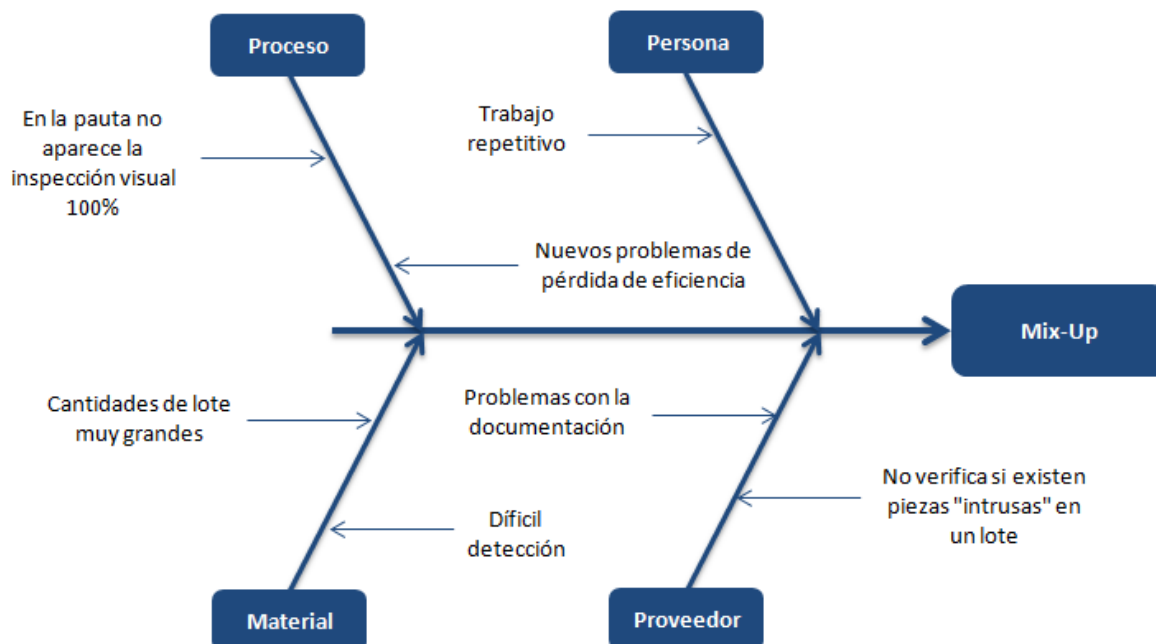 Proceso
Persona
En la pauta no
aparece la
inspección visual
100%
Trabajo
repetitivo
Nuevos problemas de
pérdida de eficiencia
Mix-Up
Cantidades de lote
muy grandes
Problemas con la
documentación
Díficil
detección
No verifica si existen
piezas "intrusas" en
un lote
Material
Proveedor